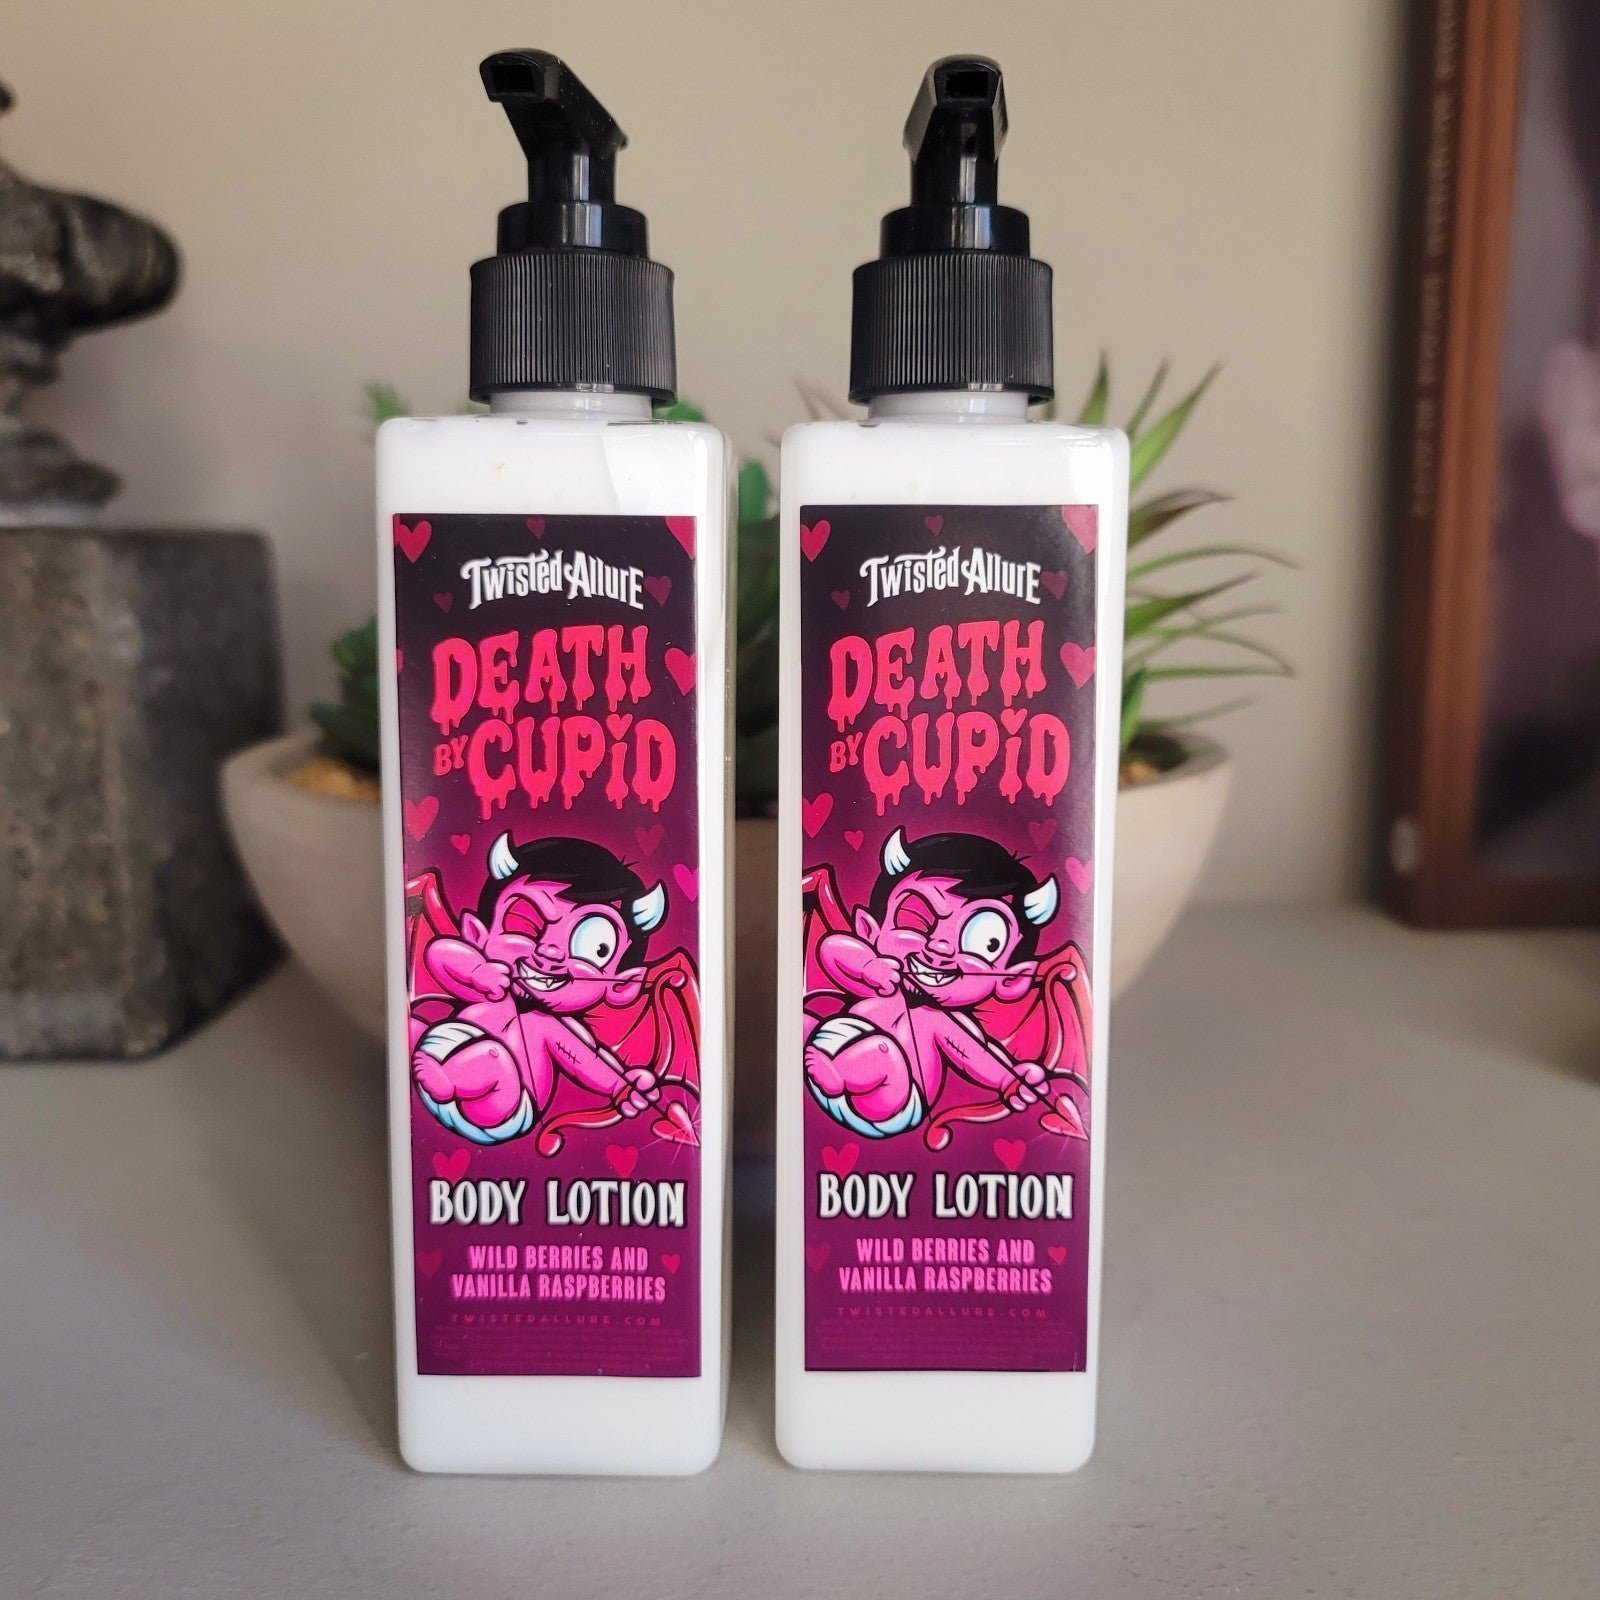 Twisted Allure
DEATH
BY CUPiD
BODY LOTION
WILD BERRIES AND
VANILLA RASPBERRIES
TWISTEDALLURE.COM
Twisted Allure
DEATH
BY CUPiD
BODY LOTION
WILD BERRIES AND
VANILLA RASPBERRIES
TWISTEDALLURE.COM